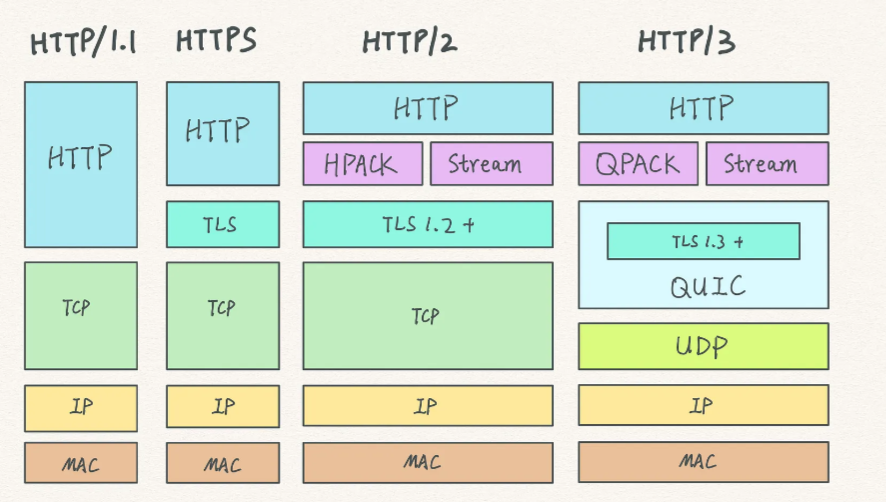 HTTP/1.1 HTTPS HTTP/2 HTTP/3
HTTP HTTP HTTP HTTP
HPACK Stream QPACK Stream
TLS TLS 1.2 + TLS 1.3 +
QUIC
TCP TCP TCP
UDP
IP IP IP IP
MAC MAC MAC MAC